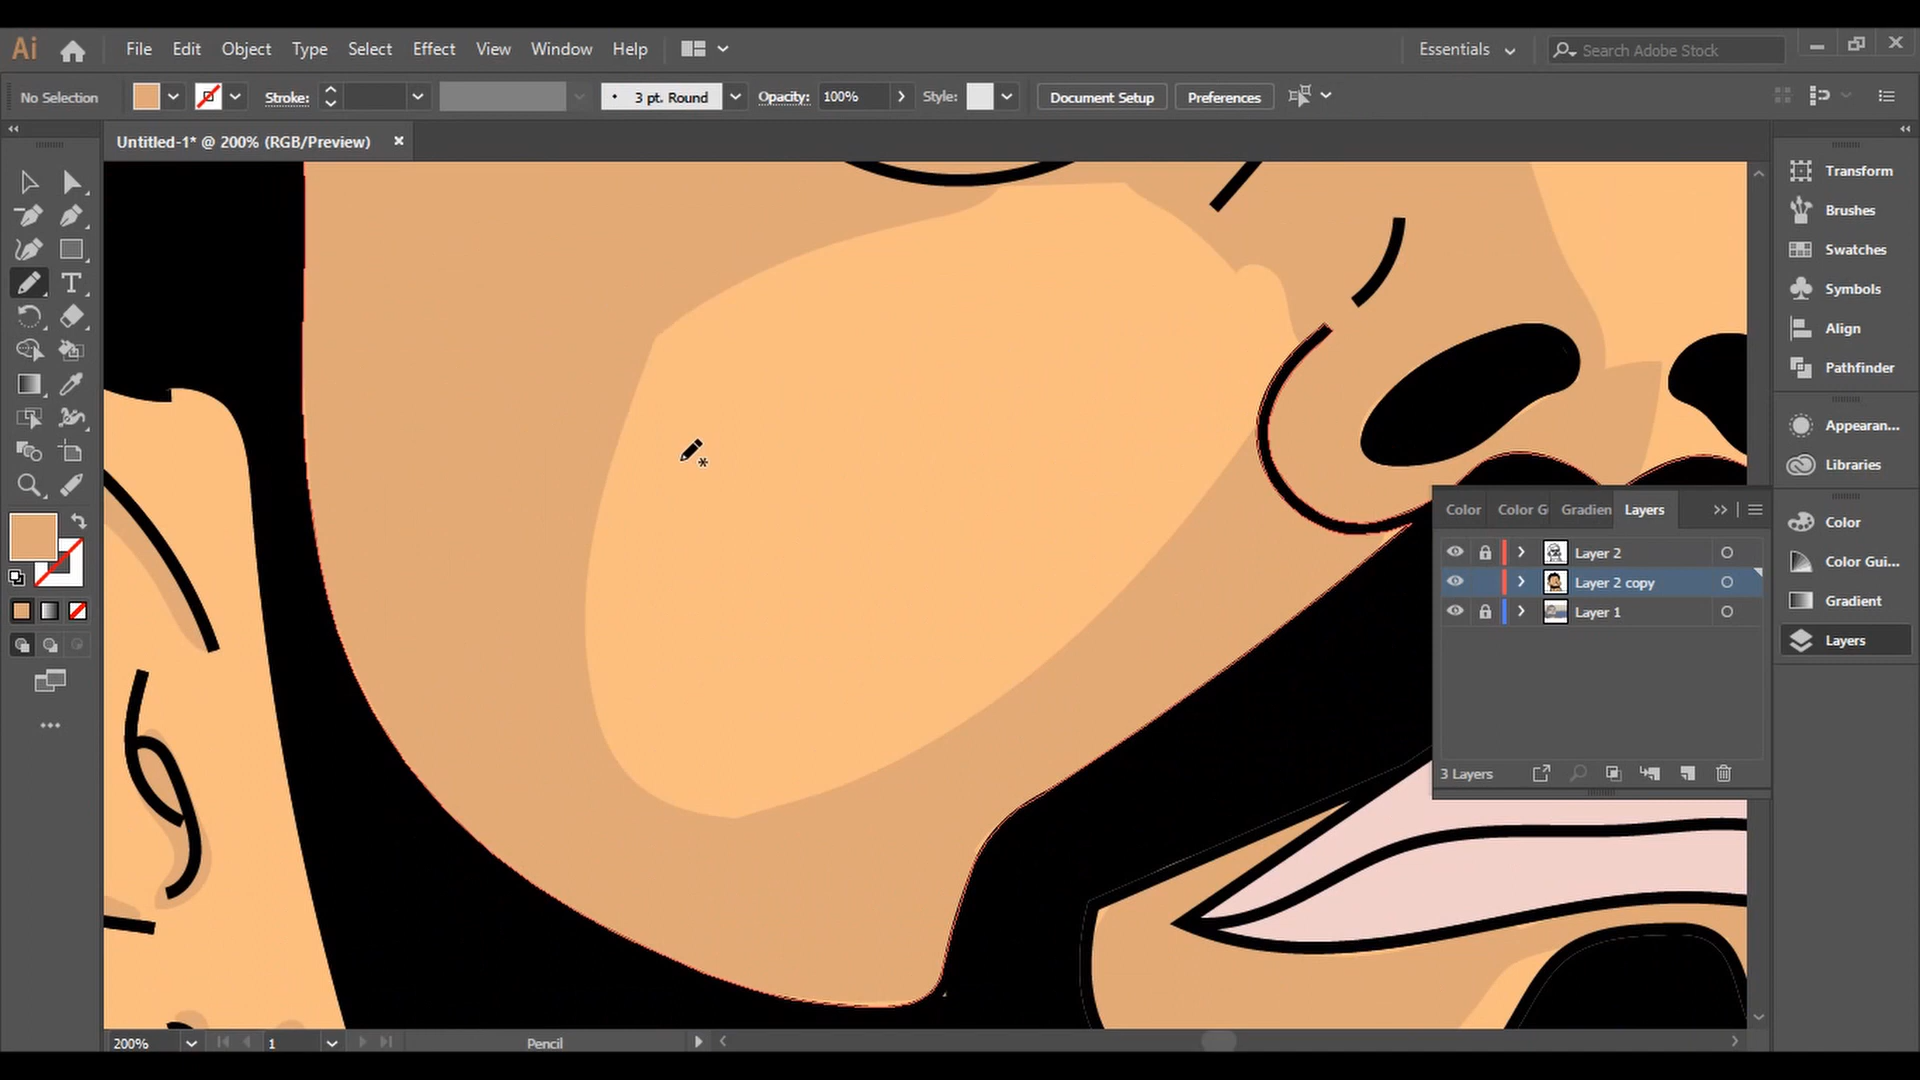 Ai File Edit Object Type Select Effect View Window Help Essentials Search Adobe Stock
No Selection Stroke: 3 pt. Round Opacity: 100% Style: Document Setup Preferences
Untitled-1* @ 200% (RGB/Preview)
Transform
Brushes
Swatches
Symbols
Align
Pathfinder
Appearan...
Libraries
Color
Color Gui...
Gradient
Layers
T
Color Color G Gradien Layers
Layer 2
Layer 2 copy
Layer 1
3 Layers
200% 1 Pencil